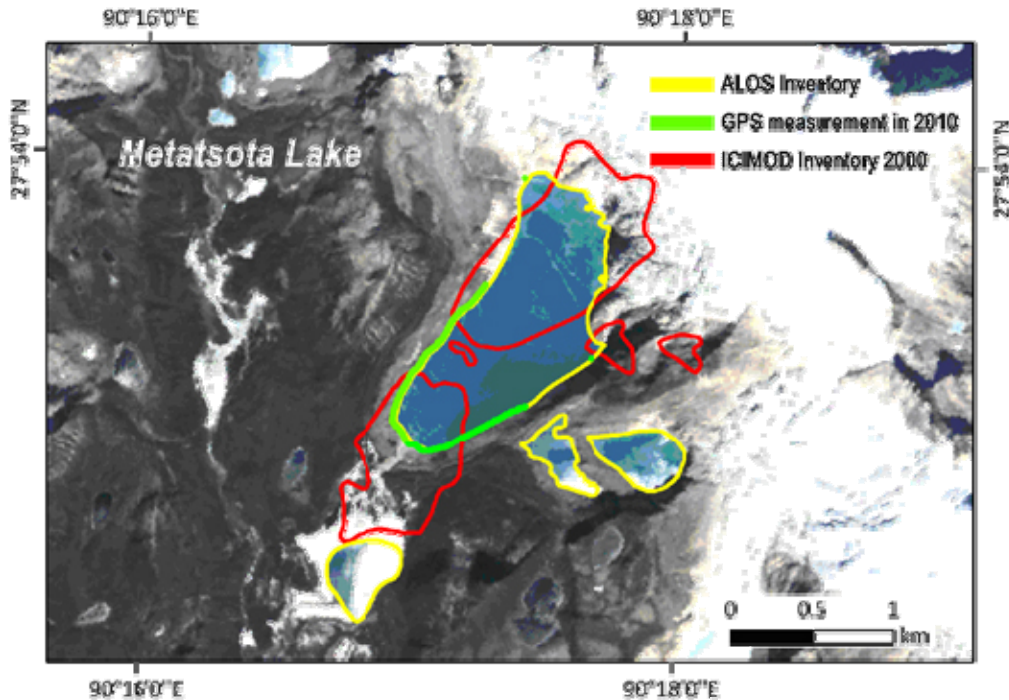 90°16'0"E
90°18'0"E
27°54'0"N
27°54'0"N
Metatsota Lake
ALOS Inventory
GPS measurement in 2010
ICIMOD Inventory 2000
0
0.5
1
km
90°16'0"E
90°18'0"E